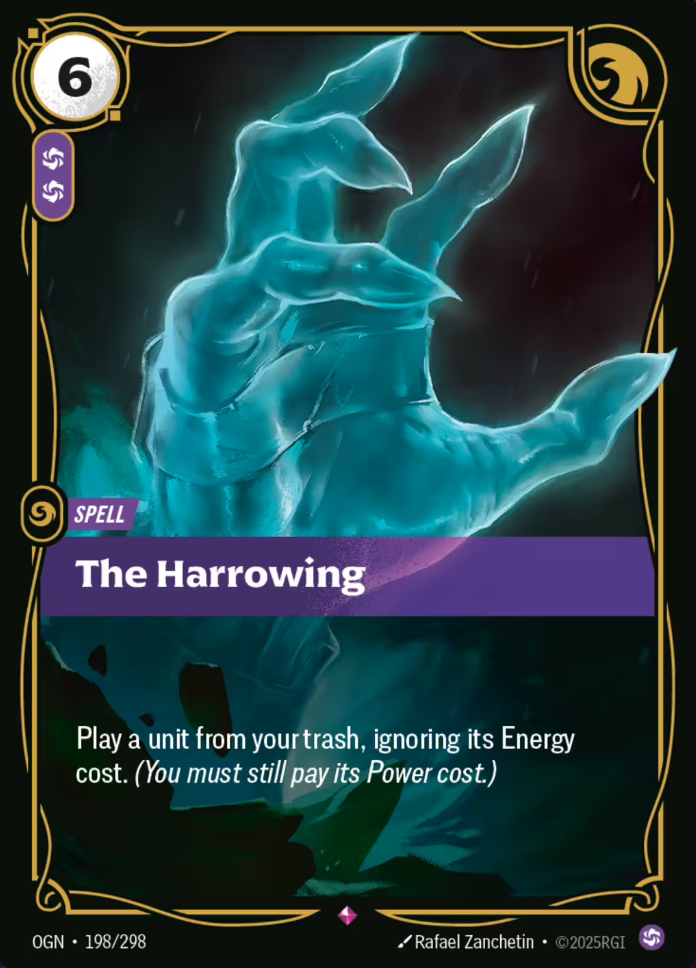 6
SPELL
The Harrowing
Play a unit from your trash, ignoring its Energy
cost. (You must still pay its Power cost.)
OGN • 198/298
Rafael Zanchetin • ©2025RGI